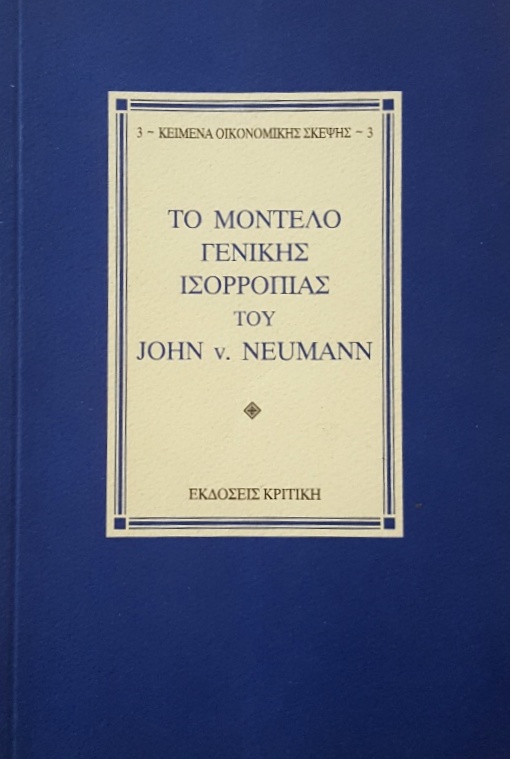 3 ~ ΚΕΙΜΕΝΑ ΟΙΚΟΝΟΜΙΚΗΣ ΣΚΕΨΗΣ ~ 3
ΤΟ ΜΟΝΤΕΛΟ
ΓΕΝΙΚΗΣ
ΙΣΟΡΡΟΠΙΑΣ
ΤΟΥ
JOHN v. NEUMANN
ΕΚΔΟΣΕΙΣ ΚΡΙΤΙΚΗ